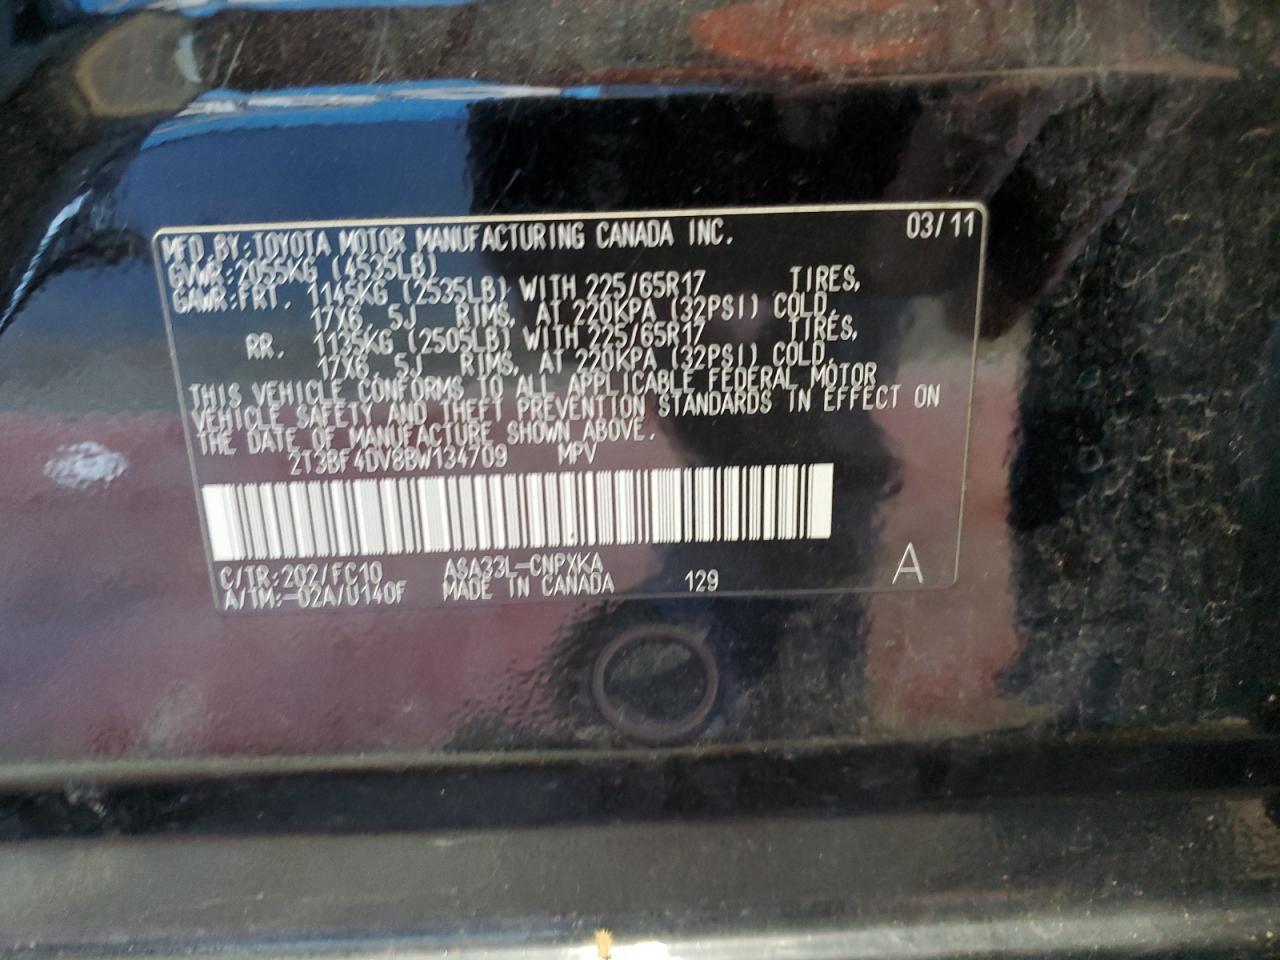 MFD.BY:TOYOTA MOTOR MANUFACTURING CANADA INC. 03/11
GVWR:2055KG (4535LB)
GAWR:FRT. 1145KG (2535LB) WITH 225/65R17 TIRES,
17X6.5J RIMS, AT 220KPA (32PSI) COLD.
RR. 1135KG (2505LB) WITH 225/65R17 TIRES,
17X6.5J RIMS, AT 220KPA (32PSI) COLD.
THIS VEHICLE CONFORMS TO ALL APPLICABLE FEDERAL MOTOR
VEHICLE SAFETY AND THEFT PREVENTION STANDARDS IN EFFECT ON
THE DATE OF MANUFACTURE SHOWN ABOVE.
2T3BF4DV8BW134709 MPV
C/TR:202/FC10 ASA33L-CNPXKA
A/TM:-02A/U140F MADE IN CANADA 129 A